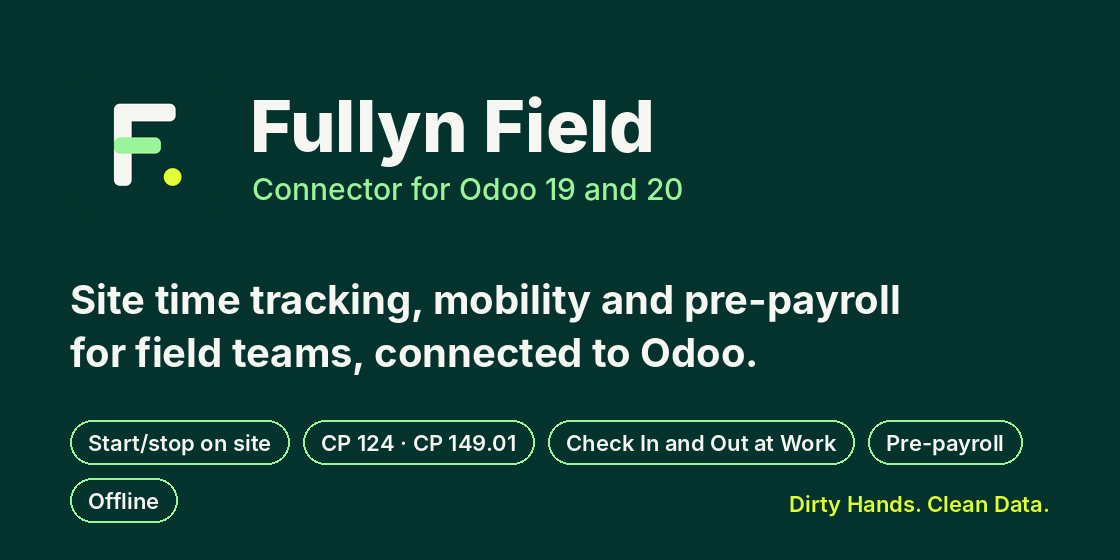 F.
Fullyn Field
Connector for Odoo 19 and 20
Site time tracking, mobility and pre-payroll
for field teams, connected to Odoo.
Start/stop on site
CP 124 · CP 149.01
Check In and Out at Work
Pre-payroll
Offline
Dirty Hands. Clean Data.